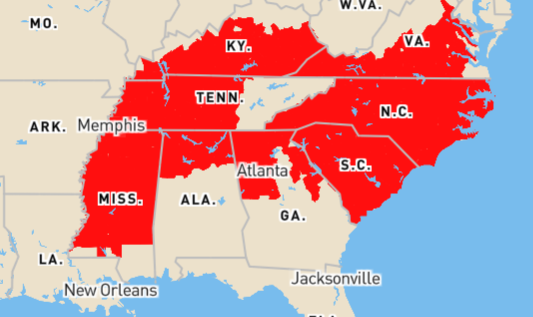 W.VA.
MO.
KY.
VA.
TENN.
N.C.
ARK.
Memphis
Atlanta
S.C.
MISS.
ALA.
GA.
LA.
Jacksonville
New Orleans